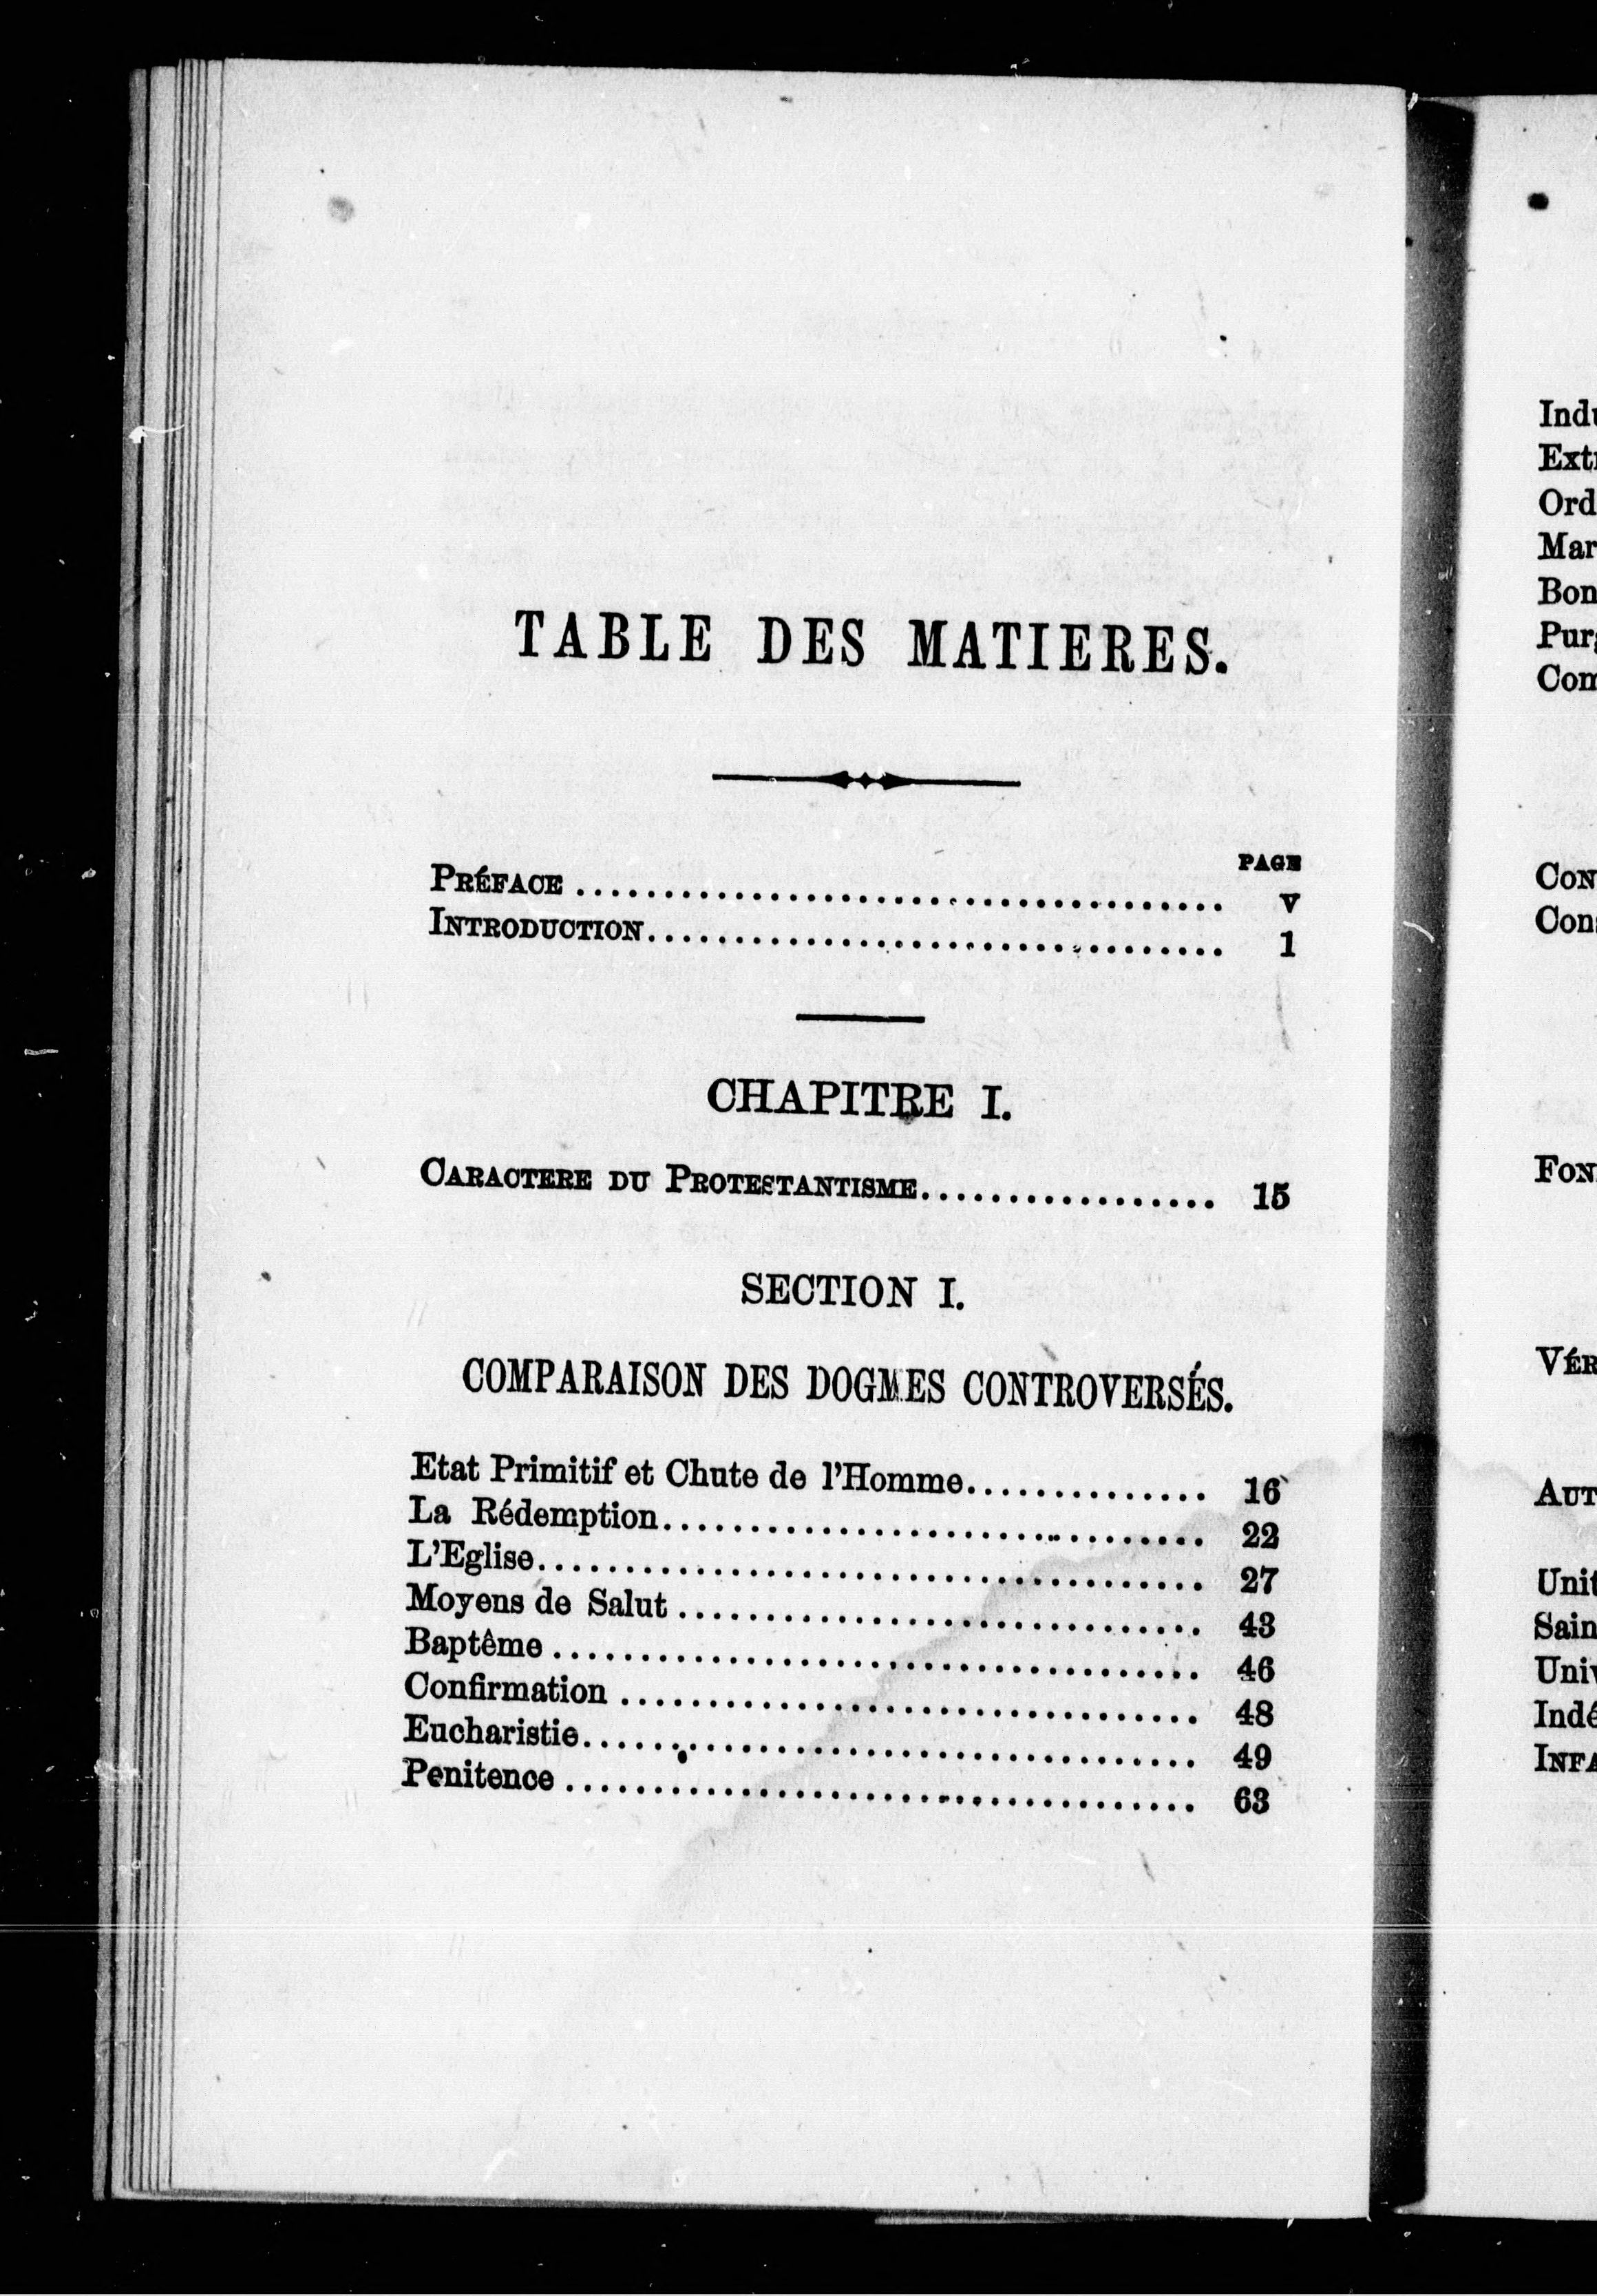 TABLE DES MATIERES.
PAGE
PRÉFACE ........................................ V
INTRODUCTION.................................... 1
CHAPITRE I.
CARACTERE DU PROTESTANTISME.................. 15
SECTION I.
COMPARAISON DES DOGMES CONTROVERSÉS.
Etat Primitif et Chute de l'Homme.............. 16
La Rédemption................................ 22
L'Eglise....................................... 27
Moyens de Salut ............................... 43
Baptême ...................................... 46
Confirmation .................................. 48
Eucharistie.................................... 49
Penitence ..................................... 63